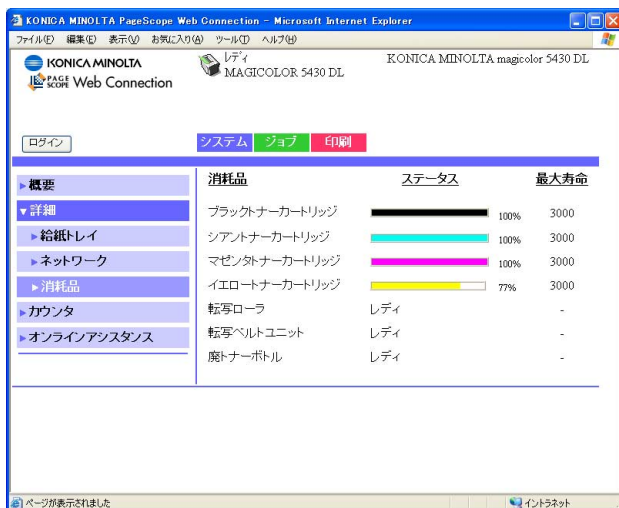 KONICA MINOLTA PageScope Web Connection - Microsoft Internet Explorer
ファイル(F) 編集(E) 表示(V) お気に入り(A) ツール(T) ヘルプ(H)
KONICA MINOLTA
PAGE SCOPE Web Connection
レディ
MAGICOLOR 5430 DL
KONICA MINOLTA magicolor 5430 DL
ログイン
システム ジョブ 印刷
概要
詳細
給紙トレイ
ネットワーク
消耗品
カウンタ
オンラインアシスタンス
消耗品 ステータス 最大寿命
ブラックトナーカートリッジ 100% 3000
シアントナーカートリッジ 100% 3000
マゼンタトナーカートリッジ 100% 3000
イエロートナーカートリッジ 77% 3000
転写ローラ レディ -
転写ベルトユニット レディ -
廃トナーボトル レディ -
ページが表示されました イントラネット